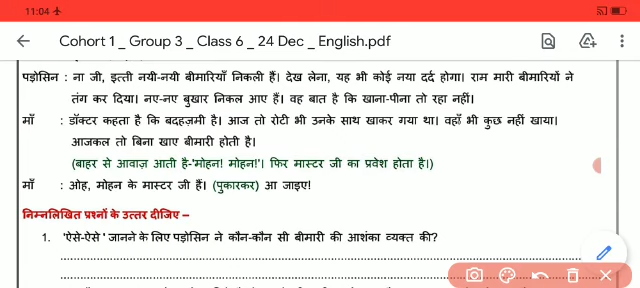 11:04
Cohort 1 _ Group 3 _ Class 6 _ 24 Dec _ English.pdf
पड़ोसिन : ना जी, इत्ती नयी-नयी बीमारियाँ निकली हैं। देख लेना, यह भी कोई नया दर्द होगा। राम मारी बीमारियों ने
तंग कर दिया। नए-नए बुखार निकल आए हैं। वह बात है कि खाना-पीना तो रहा नहीं।
माँ : डॉक्टर कहता है कि बदहज़मी है। आज तो रोटी भी उनके साथ खाकर गया था। वहाँ भी कुछ नहीं खाया।
आजकल तो बिना खाए बीमारी होती है।
(बाहर से आवाज़ आती है-'मोहन! मोहन!'। फिर मास्टर जी का प्रवेश होता है।)
माँ : ओह, मोहन के मास्टर जी हैं। (पुकारकर) आ जाइए!
निम्नलिखित प्रश्नों के उत्तर दीजिए –
1. 'ऐसे-ऐसे ' जानने के लिए पड़ोसिन ने कौन-कौन सी बीमारी की आशंका व्यक्त की?